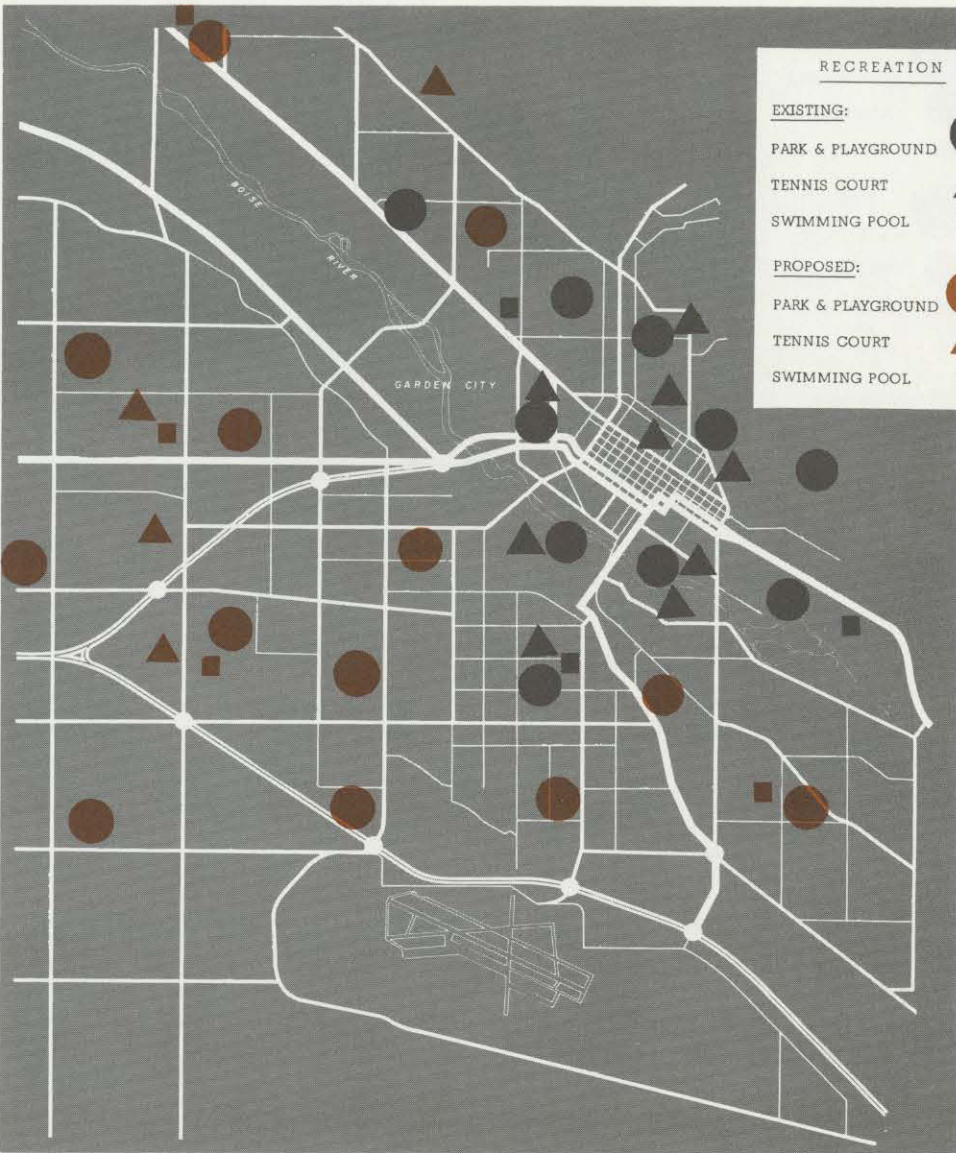 RECREATION
EXISTING:
PARK & PLAYGROUND
TENNIS COURT
SWIMMING POOL
PROPOSED:
PARK & PLAYGROUND
TENNIS COURT
SWIMMING POOL
BOISE
RIVER
GARDEN CITY